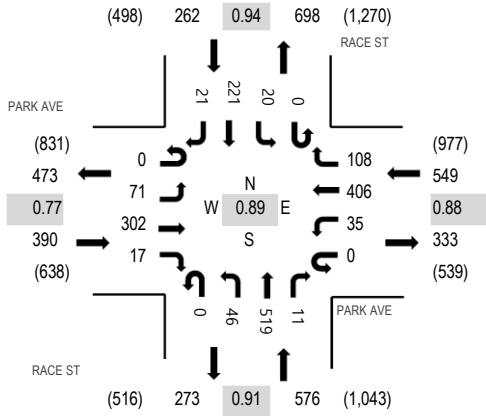 (498) 262 0.94 698 (1,270)
RACE ST
21 221 20 0
PARK AVE
(831) (977)
0 108
473 549
71 406
N
0.77 W 0.89 E 0.88
302 35
S
390 333
17 0
(638) (539)
0 46 519 11
PARK AVE
RACE ST
(516) 273 0.91 576 (1,043)